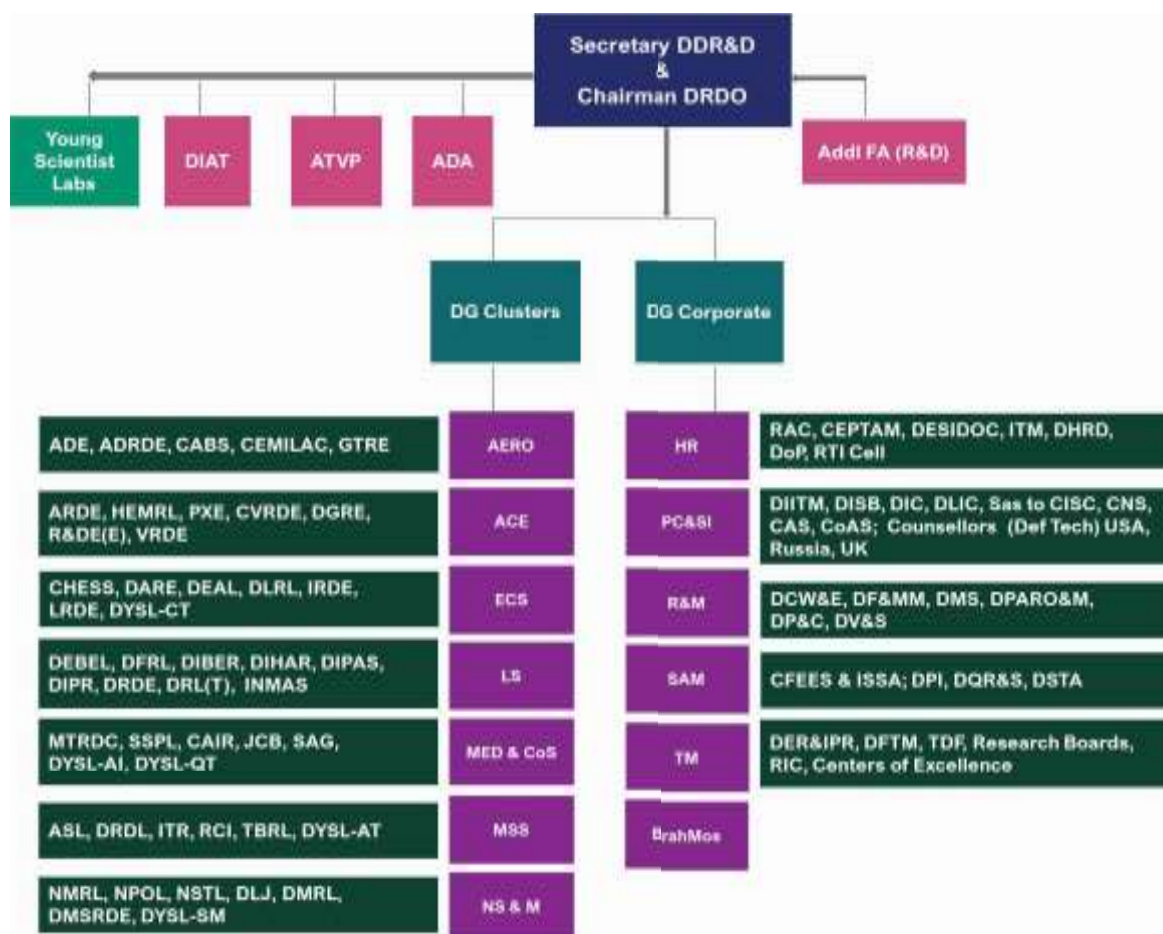 Secretary DDR&D
&
Chairman DRDO
Young
Scientist
Labs
DIAT
ATVP
ADA
Addl FA (R&D)
DG Clusters
DG Corporate
ADE, ADRDE, CABS, CEMILAC, GTRE
AERO
HR
RAC, CEPTAM, DESIDOC, ITM, DHRD,
DoP, RTI Cell
ARDE, HEMRL, PXE, CVRDE, DGRE,
R&DE(E), VRDE
ACE
PC&SI
DIITM, DISB, DIC, DLIC, Sas to CISC, CNS,
CAS, CoAS; Counsellors (Def Tech) USA,
Russia, UK
CHESS, DARE, DEAL, DLRL, IRDE,
LRDE, DYSL-CT
ECS
R&M
DCW&E, DF&MM, DMS, DPARO&M,
DP&C, DV&S
DEBEL, DFRL, DIBER, DIHAR, DIPAS,
DIPR, DRDE, DRL(T), INMAS
LS
SAM
CFEES & ISSA; DPI, DQR&S, DSTA
MTRDC, SSPL, CAIR, JCB, SAG,
DYSL-AI, DYSL-QT
MED & CoS
TM
DER&IPR, DFTM, TDF, Research Boards,
RIC, Centers of Excellence
ASL, DRDL, ITR, RCI, TBRL, DYSL-AT
MSS
BrahMos
NMRL, NPOL, NSTL, DLJ, DMRL,
DMSRDE, DYSL-SM
NS & M